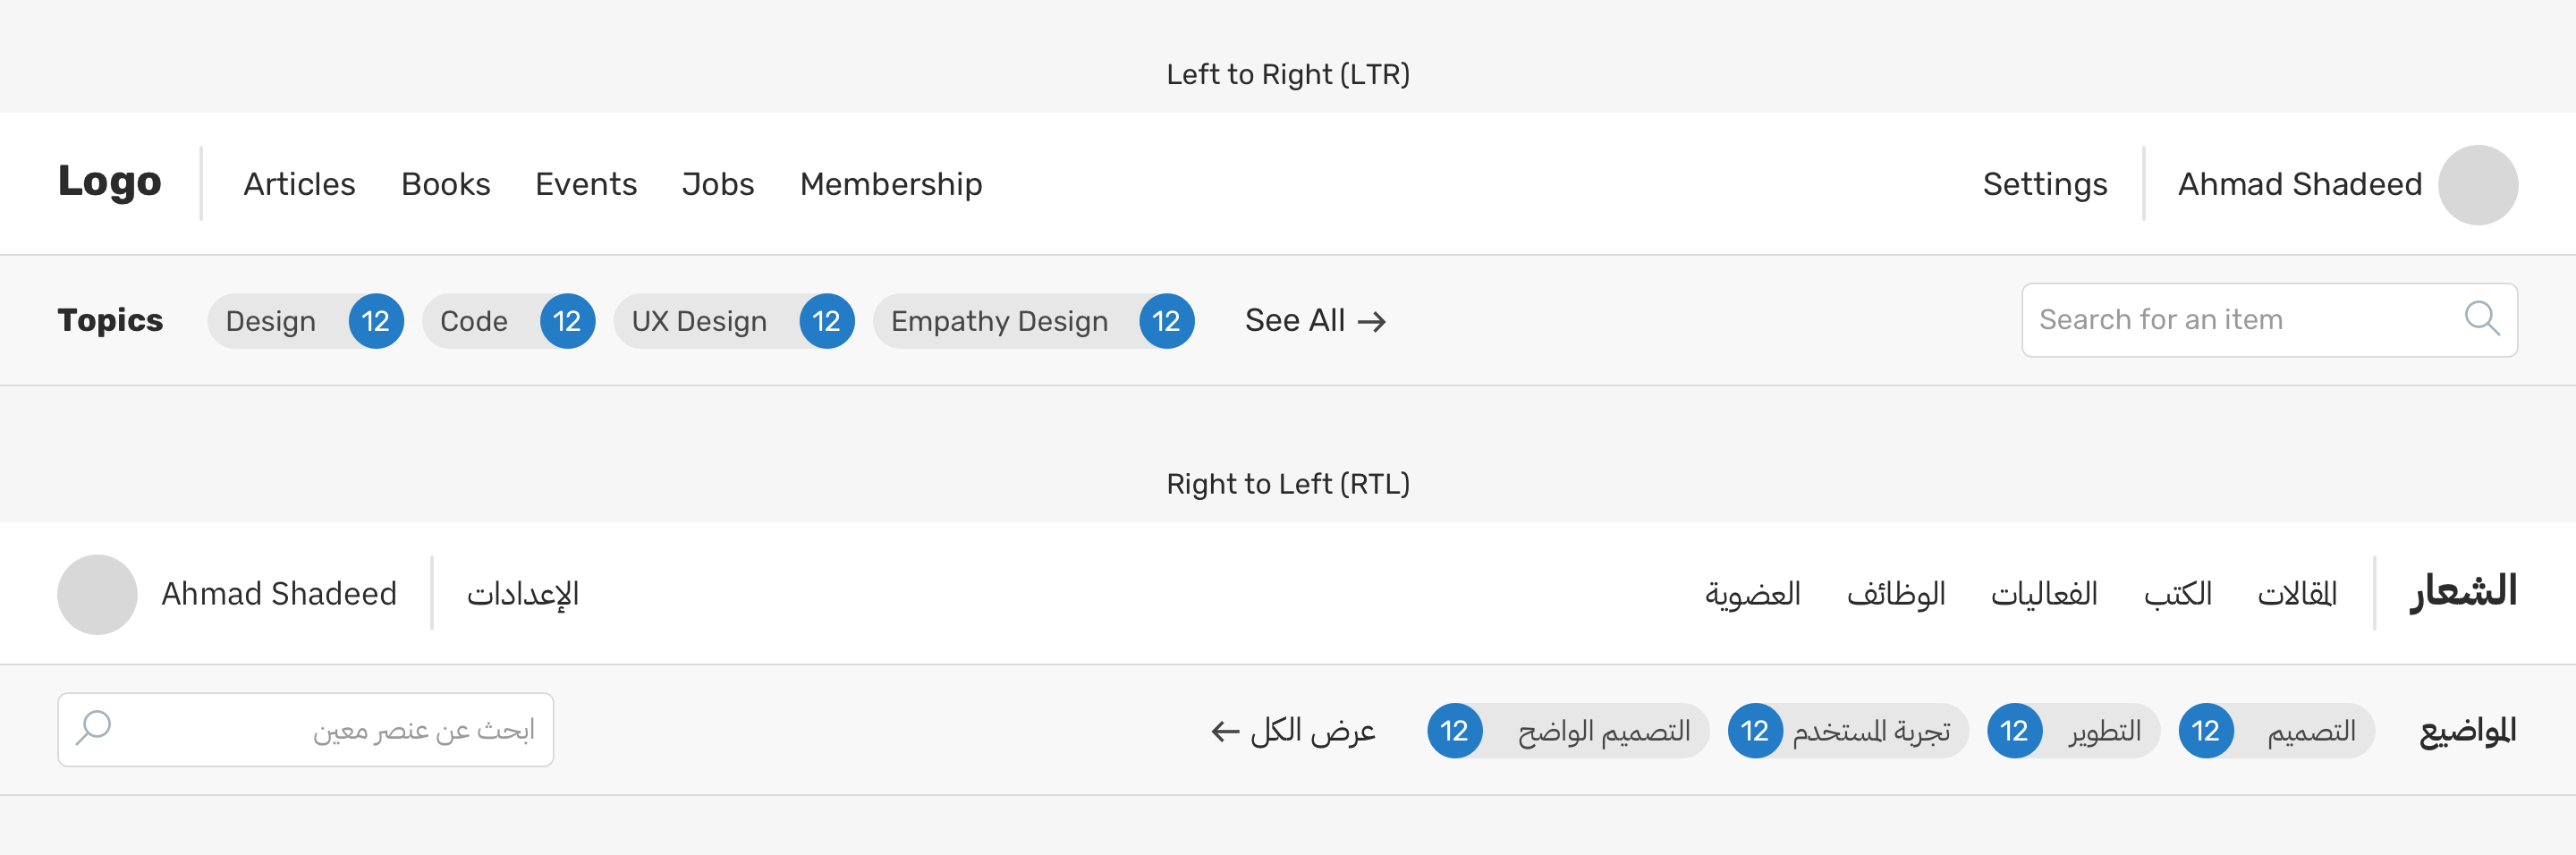 Left to Right (LTR)
Logo Articles Books Events Jobs Membership Settings Ahmad Shadeed
Topics Design 12 Code 12 UX Design 12 Empathy Design 12 See All → Search for an item
Right to Left (RTL)
الشعار المقالات الكتب الفعاليات الوظائف العضوية الإعدادات Ahmad Shadeed
المواضيع التصميم 12 التطوير 12 تجربة المستخدم 12 التصميم الواضح 12 عرض الكل ← ابحث عن عنصر معين